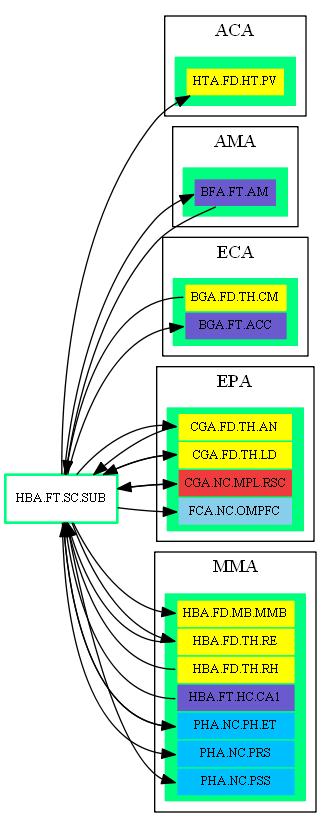 ACA
HTA.FD.HT.PV
AMA
BFA.FT.AM
ECA
BGA.FD.TH.CM
BGA.FT.ACC
EPA
CGA.FD.TH.AN
CGA.FD.TH.LD
HBA.FT.SC.SUB
CGA.NC.MPL.RSC
FCA.NC.OMPFC
MMA
HBA.FD.MB.MMB
HBA.FD.TH.RE
HBA.FD.TH.RH
HBA.FT.HC.CA1
PHA.NC.PH.ET
PHA.NC.PRS
PHA.NC.PSS